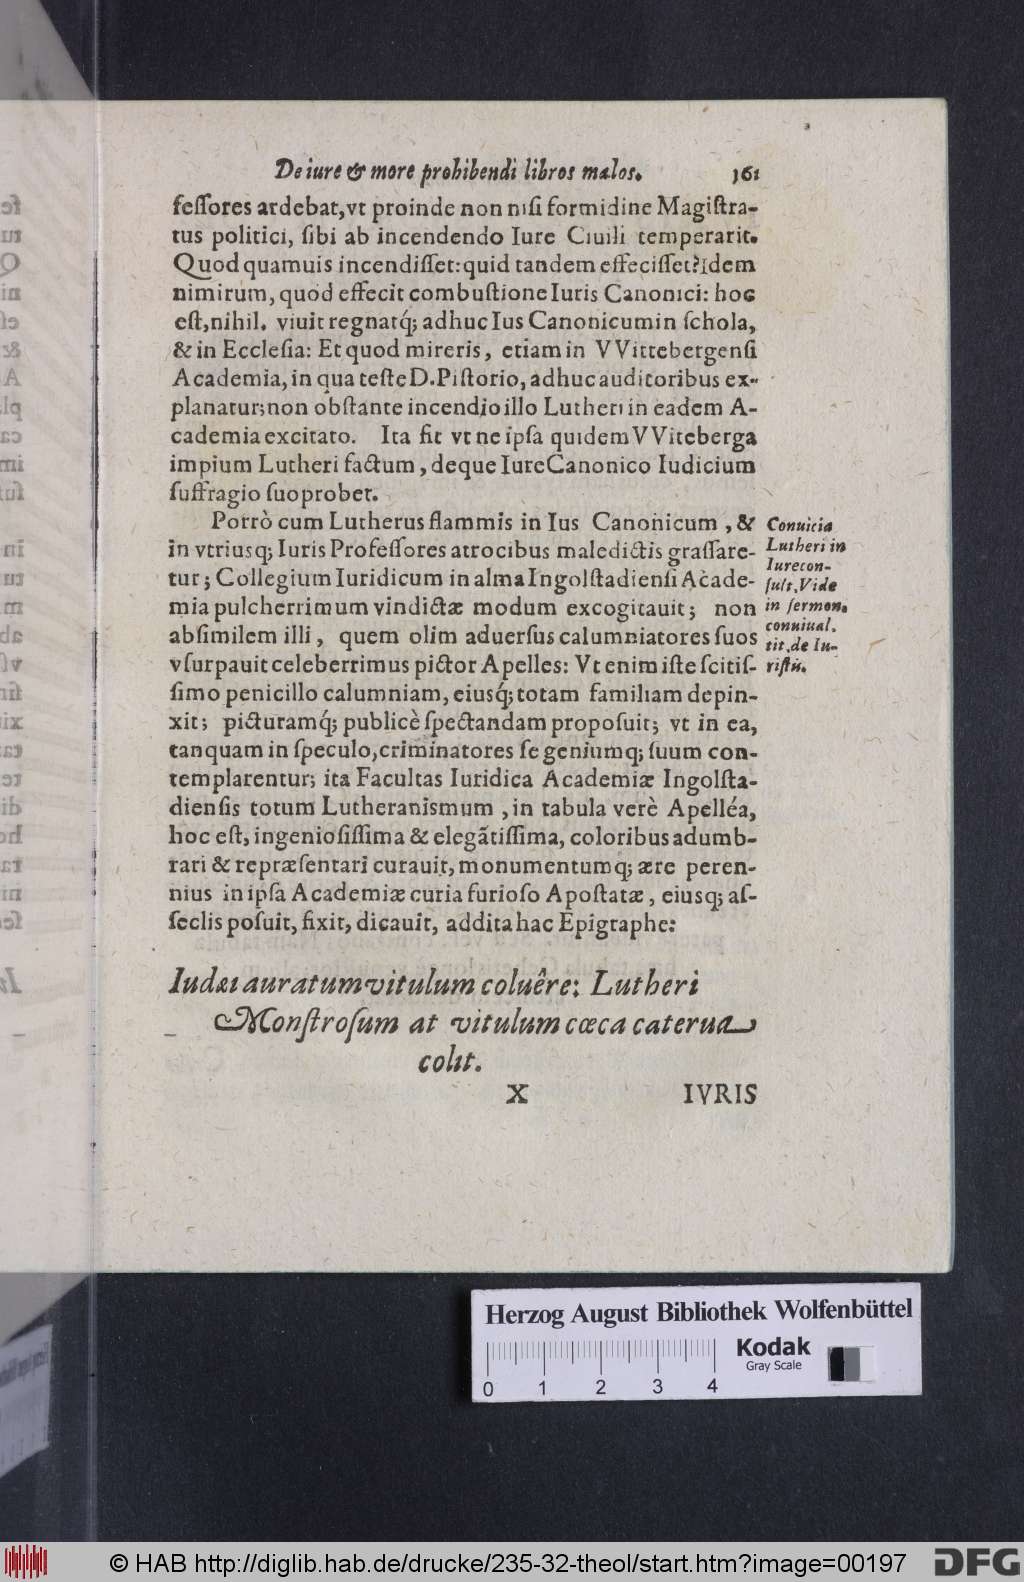 De iure & more prohibendi libros malos. 161
feſſores ardebat, vt proinde non niſi formidine Magiſtra-
tus politici, ſibi ab incendendo Iure Ciuili temperarit.
Quod quamuis incendiſſet: quid tandem effeciſſet? Idem
nimirum, quod effecit combuſtione Iuris Canonici: hoc
eſt, nihil. viuit regnatq́; adhuc Ius Canonicum in ſchola,
& in Eccleſia: Et quod mireris, etiam in VVittebergenſi
Academia, in qua teſte D. Piſtorio, adhuc auditoribus ex-
planatur; non obſtante incendio illo Lutheri in eadem A-
cademia excitato. Ita fit vt ne ipſa quidem VViteberga
impium Lutheri factum, deque Iure Canonico Iudicium
ſuffragio ſuo probet.
Porrò cum Lutherus flammis in Ius Canonicum, &
in vtriusq; Iuris Profeſſores atrocibus maledictis graſſare-
tur; Collegium Iuridicum in alma Ingolſtadienſi Acade-
mia pulcherrimum vindictæ modum excogitauit; non
abſimilem illi, quem olim aduerſus calumniatores ſuos
vſurpauit celeberrimus pictor Apelles: Vt enim iſte ſcitiſ-
ſimo penicillo calumniam, eiusq́; totam familiam depin-
xit; picturamq́; publicè ſpectandam propoſuit; vt in ea,
tanquam in ſpeculo, criminatores ſe geniumq; ſuum con-
templarentur; ita Facultas Iuridica Academiæ Ingolſta-
dienſis totum Lutheranismum, in tabula verè Apelléa,
hoc eſt, ingenioſiſſima & elegãtiſſima, coloribus adumb-
rari & repræſentari curauit, monumentumq; ære peren-
nius in ipſa Academiæ curia furioſo Apoſtatæ, eiusq; aſ-
ſeclis poſuit, fixit, dicauit, addita hac Epigraphe:
Conuicia
Lutheri in
Iurecon-
ſult. Vide
in ſermon.
conuiual.
tit. de Iu-
riſtis.
Iudæi auratum vitulum coluêre: Lutheri
Monſtroſum at vitulum cœca caterua
colit.
X IVRIS
Herzog August Bibliothek Wolfenbüttel
Kodak
Gray Scale
0 1 2 3 4
© HAB http://diglib.hab.de/drucke/235-32-theol/start.htm?image=00197
DFG